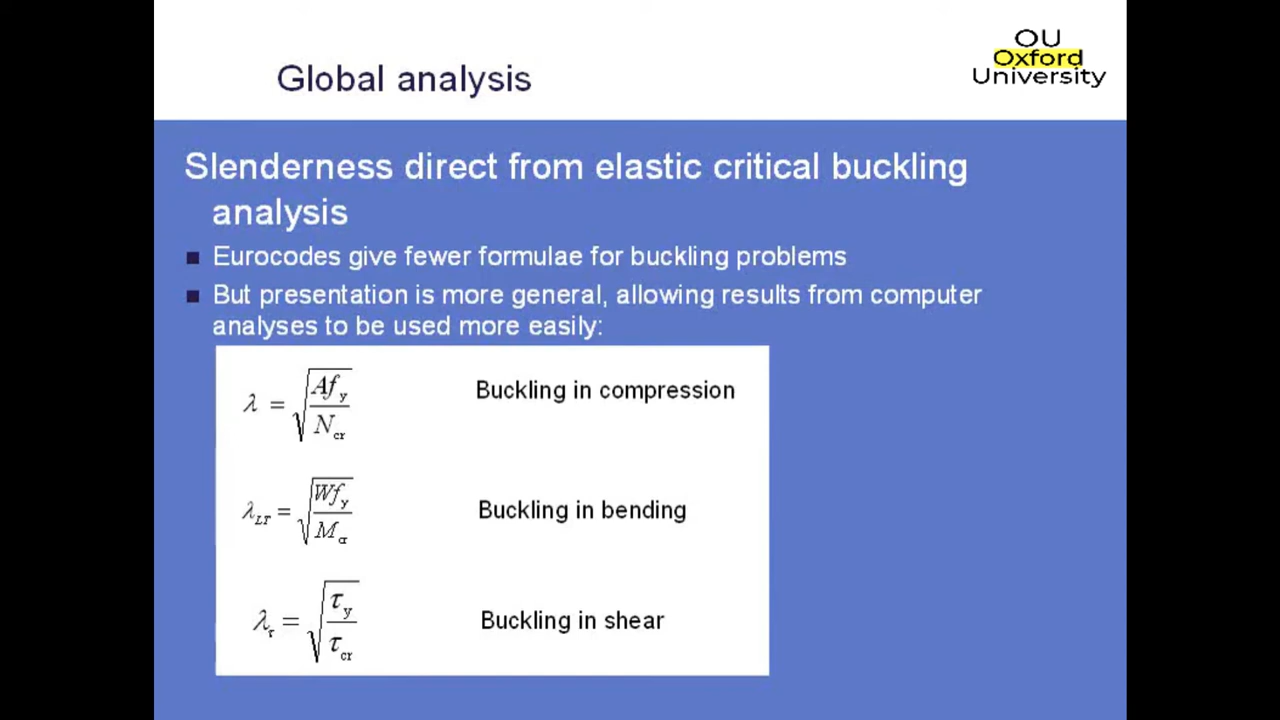 Global analysis
OU
Oxford
University
Slenderness direct from elastic critical buckling
analysis
Eurocodes give fewer formulae for buckling problems
But presentation is more general, allowing results from computer
analyses to be used more easily:
λ = √(Af_y / N_cr) Buckling in compression
λ_LT = √(Wf_y / M_cr) Buckling in bending
λ_τ = √(τ_y / τ_cr) Buckling in shear